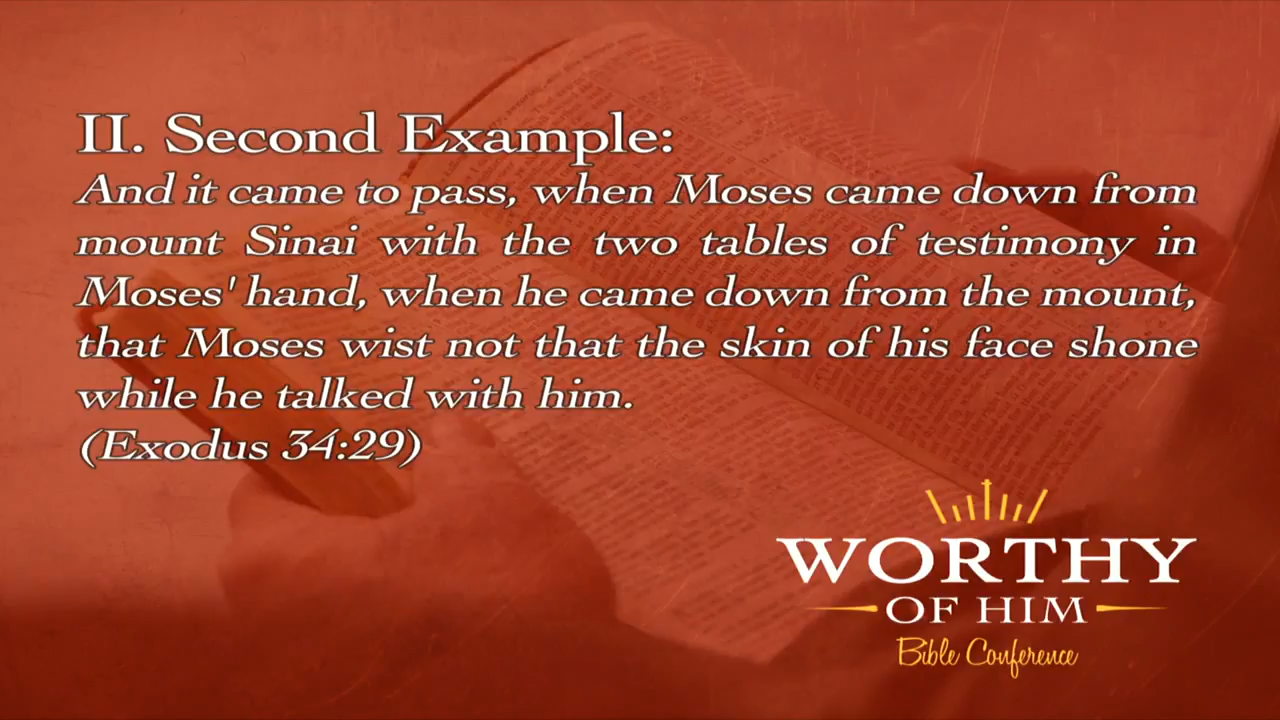 II. Second Example:
And it came to pass, when Moses came down from
mount Sinai with the two tables of testimony in
Moses' hand, when he came down from the mount,
that Moses wist not that the skin of his face shone
while he talked with him.
(Exodus 34:29)
WORTHY
OF HIM
Bible Conference